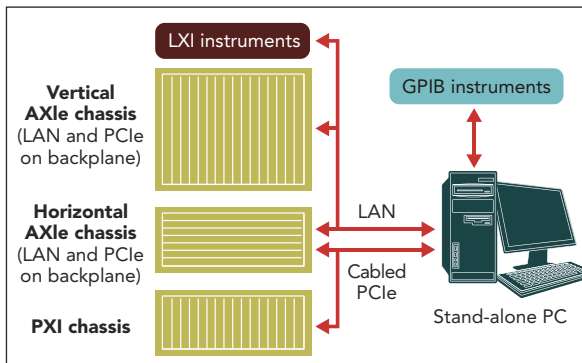 LXI instruments
Vertical
AXIe chassis
(LAN and PCIe
on backplane)
GPIB instruments
Horizontal
AXIe chassis
(LAN and PCIe
on backplane)
LAN
Cabled
PCIe
PXI chassis
Stand-alone PC